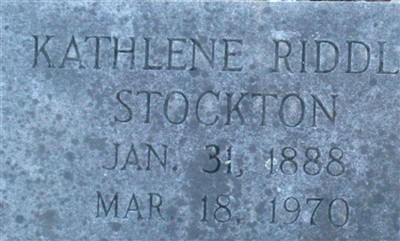 KATHLENE RIDDL
STOCKTON
JAN. 31, 1888
MAR. 18, 1970